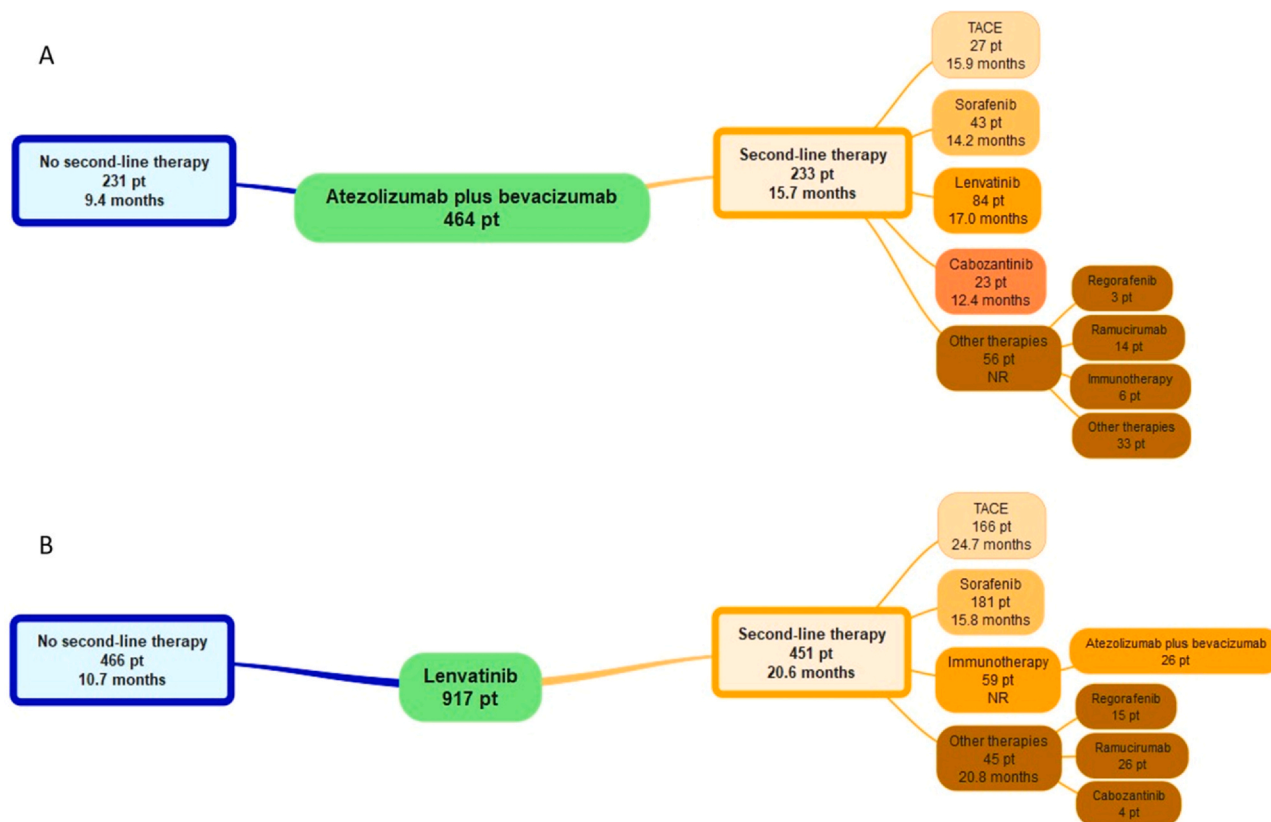 A
No second-line therapy
231 pt
9.4 months
Atezolizumab plus bevacizumab
464 pt
Second-line therapy
233 pt
15.7 months
TACE
27 pt
15.9 months
Sorafenib
43 pt
14.2 months
Lenvatinib
84 pt
17.0 months
Cabozantinib
23 pt
12.4 months
Other therapies
56 pt
NR
Regorafenib
3 pt
Ramucirumab
14 pt
Immunotherapy
6 pt
Other therapies
33 pt
B
No second-line therapy
466 pt
10.7 months
Lenvatinib
917 pt
Second-line therapy
451 pt
20.6 months
TACE
166 pt
24.7 months
Sorafenib
181 pt
15.8 months
Immunotherapy
59 pt
NR
Atezolizumab plus bevacizumab
26 pt
Other therapies
45 pt
20.8 months
Regorafenib
15 pt
Ramucirumab
26 pt
Cabozantinib
4 pt